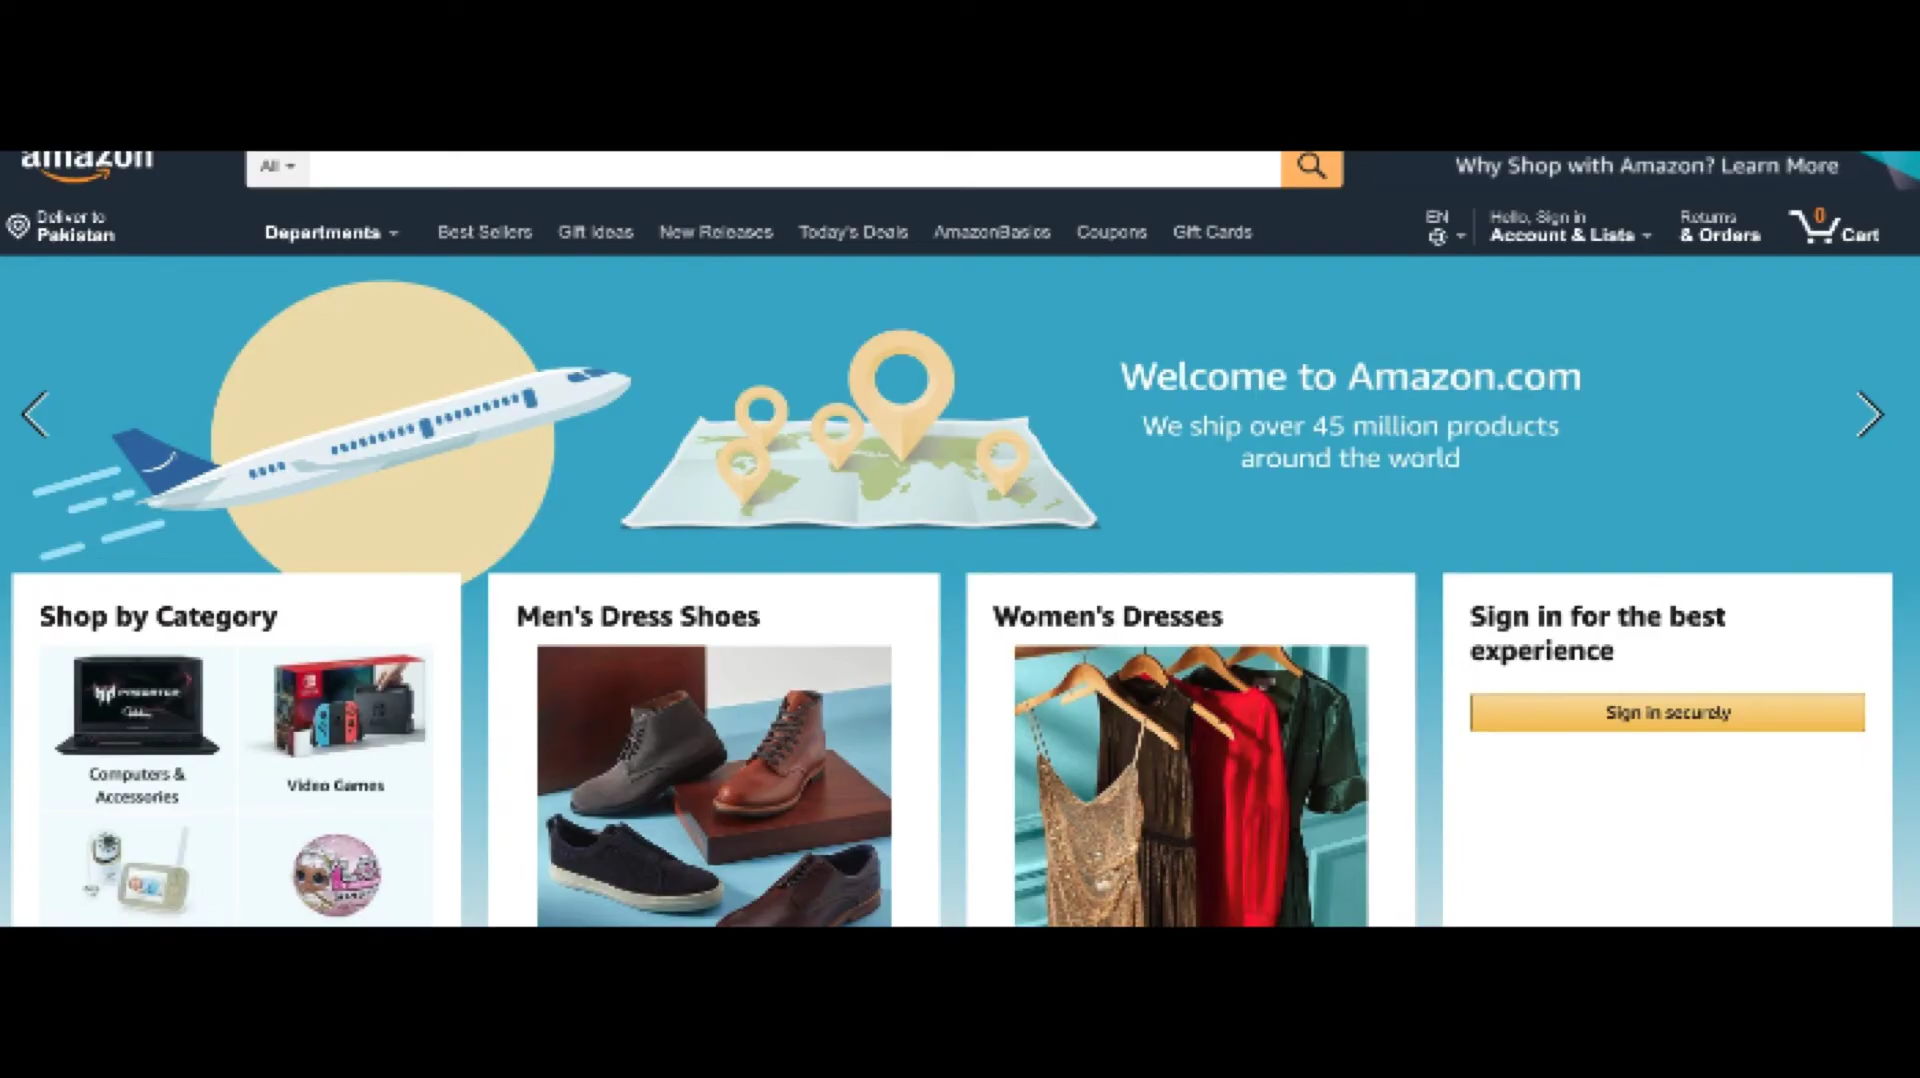 amazon
All
Why Shop with Amazon? Learn More
Deliver to
Pakistan
Departments
Best Sellers
Gift Ideas
New Releases
Today's Deals
AmazonBasics
Coupons
Gift Cards
EN
Hello, Sign in
Account & Lists
Returns
& Orders
0
Cart
Welcome to Amazon.com
We ship over 45 million products
around the world
Shop by Category
Men's Dress Shoes
Women's Dresses
Sign in for the best
experience
PREDATOR
Sign in securely
Computers &
Accessories
Video Games